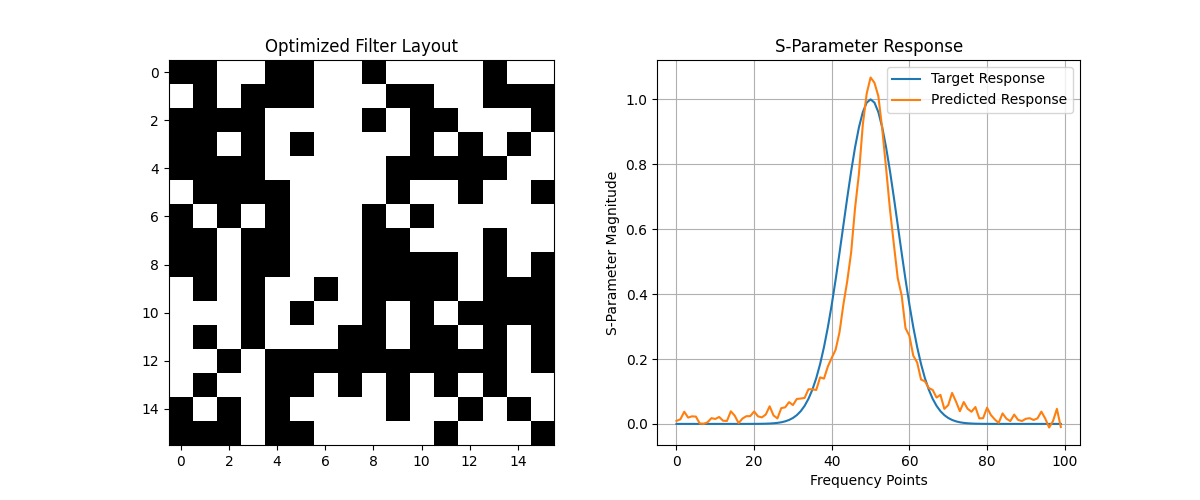 Optimized Filter Layout
0
2
4
6
8
10
12
14
0 2 4 6 8 10 12 14
S-Parameter Response
Target Response
Predicted Response
S-Parameter Magnitude
1.0
0.8
0.6
0.4
0.2
0.0
0 20 40 60 80 100
Frequency Points